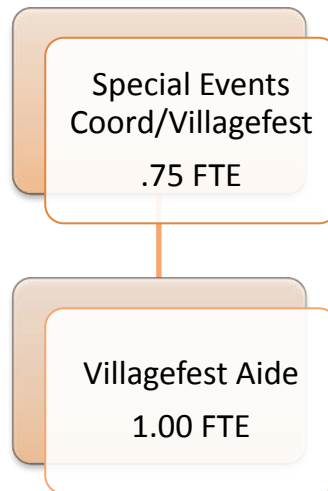 Special Events
Coord/Villagefest
.75 FTE
Villagefest Aide
1.00 FTE